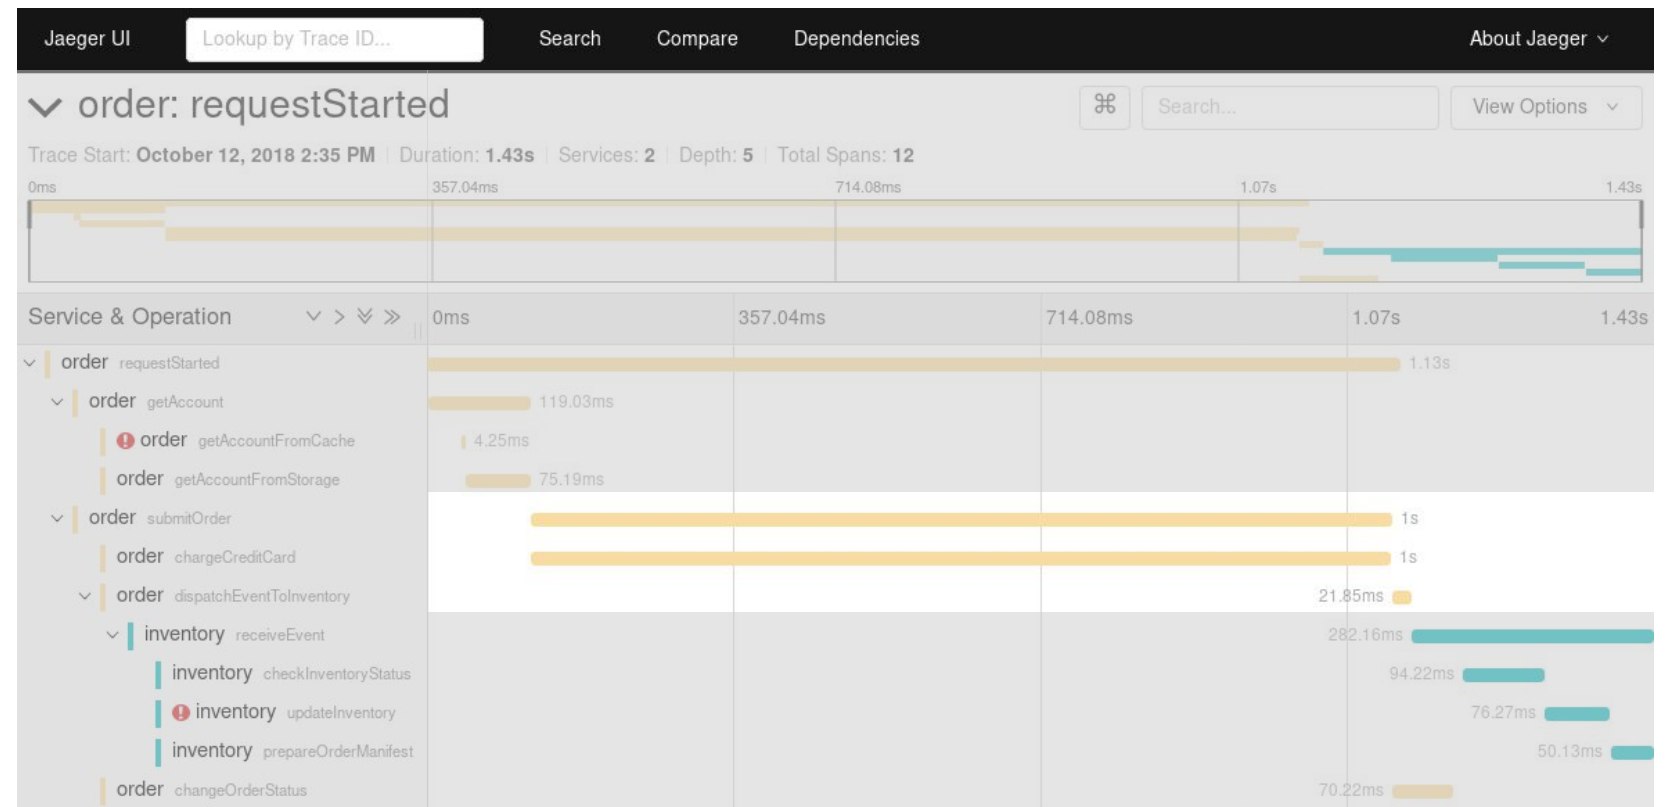 Jaeger UI Lookup by Trace ID... Search Compare Dependencies About Jaeger
order: requestStarted ⌘ Search... View Options
Trace Start: October 12, 2018 2:35 PM Duration: 1.43s Services: 2 Depth: 5 Total Spans: 12
0ms 357.04ms 714.08ms 1.07s 1.43s
Service & Operation 0ms 357.04ms 714.08ms 1.07s 1.43s
order requestStarted 1.13s
order getAccount 119.03ms
order getAccountFromCache 4.25ms
order getAccountFromStorage 75.19ms
order submitOrder 1s
order chargeCreditCard 1s
order dispatchEventToInventory 21.85ms
inventory receiveEvent 282.16ms
inventory checkInventoryStatus 94.22ms
inventory updateInventory 76.27ms
inventory prepareOrderManifest 50.13ms
order changeOrderStatus 70.22ms